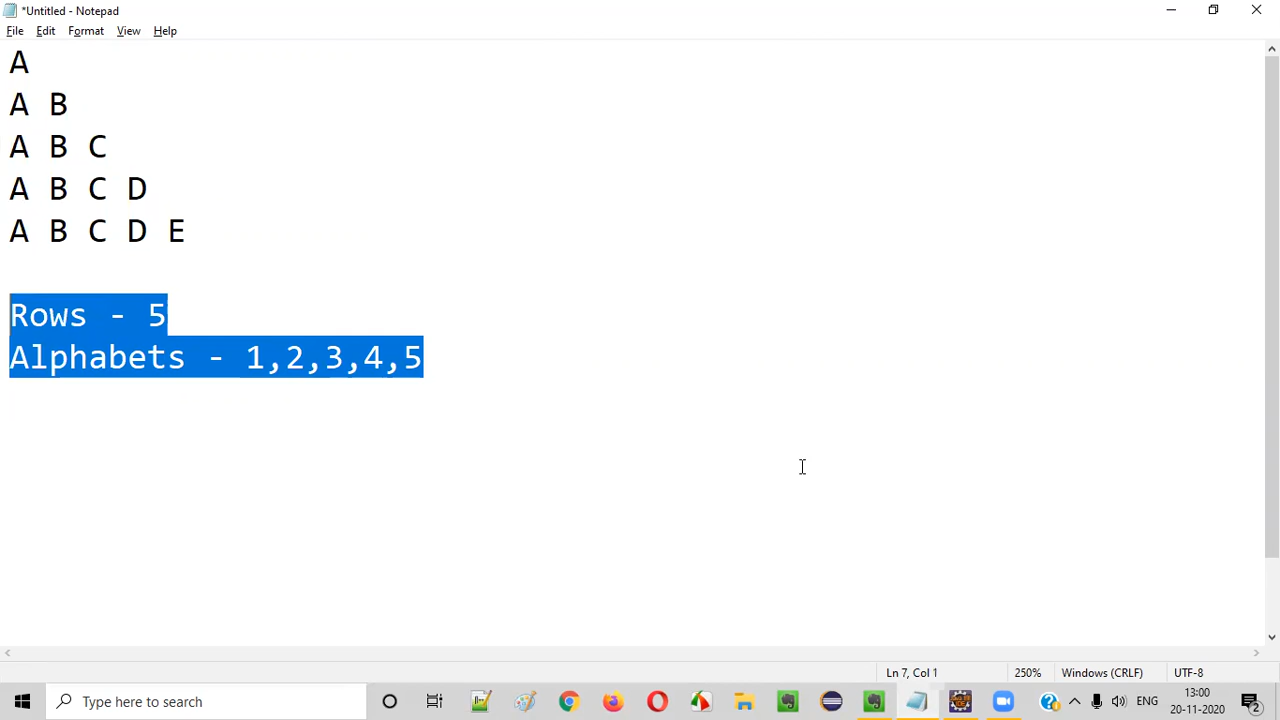 *Untitled - Notepad
File Edit Format View Help
A
A B
A B C
A B C D
A B C D E
Rows - 5
Alphabets - 1,2,3,4,5
Ln 7, Col 1 250% Windows (CRLF) UTF-8
Type here to search
ENG
13:00
20-11-2020
2